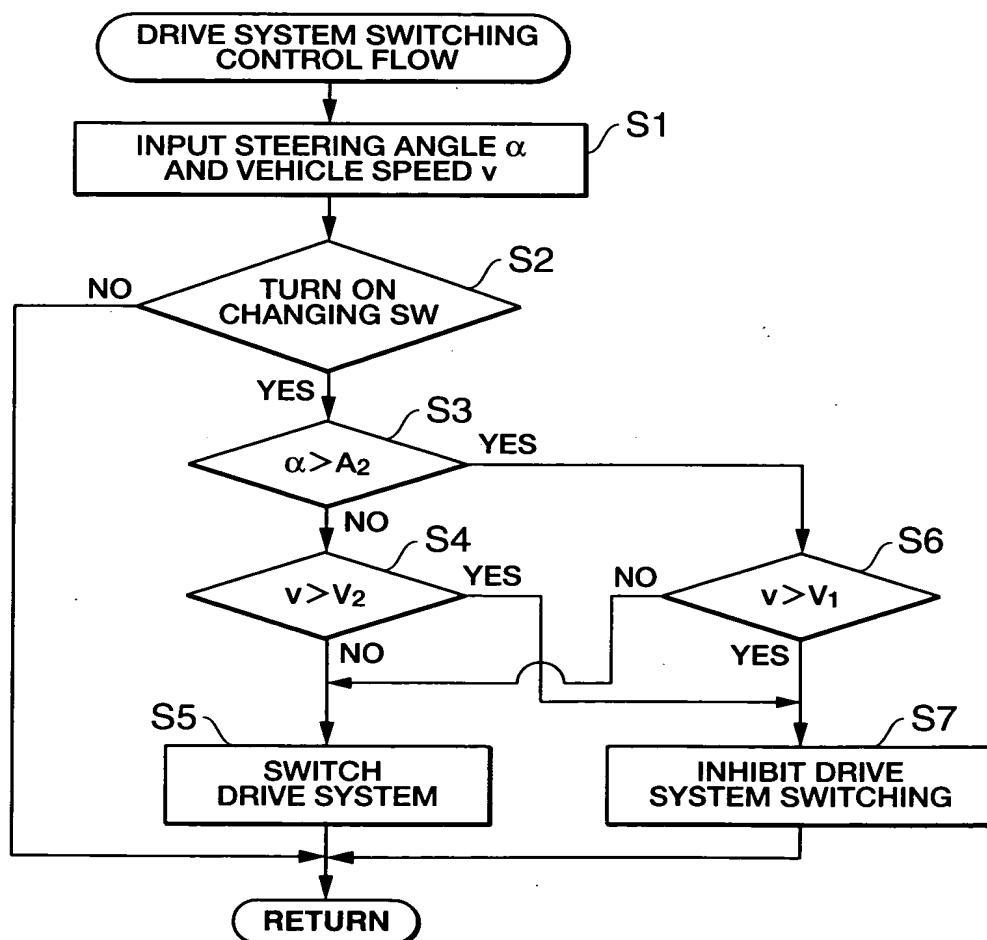 DRIVE SYSTEM SWITCHING
CONTROL FLOW
S1
INPUT STEERING ANGLE α
AND VEHICLE SPEED v
S2
NO
TURN ON
CHANGING SW
YES
S3
YES
α>A₂
NO
S4
YES
v>V₂
NO
S6
NO
v>V₁
YES
S5
SWITCH
DRIVE SYSTEM
S7
INHIBIT DRIVE
SYSTEM SWITCHING
RETURN